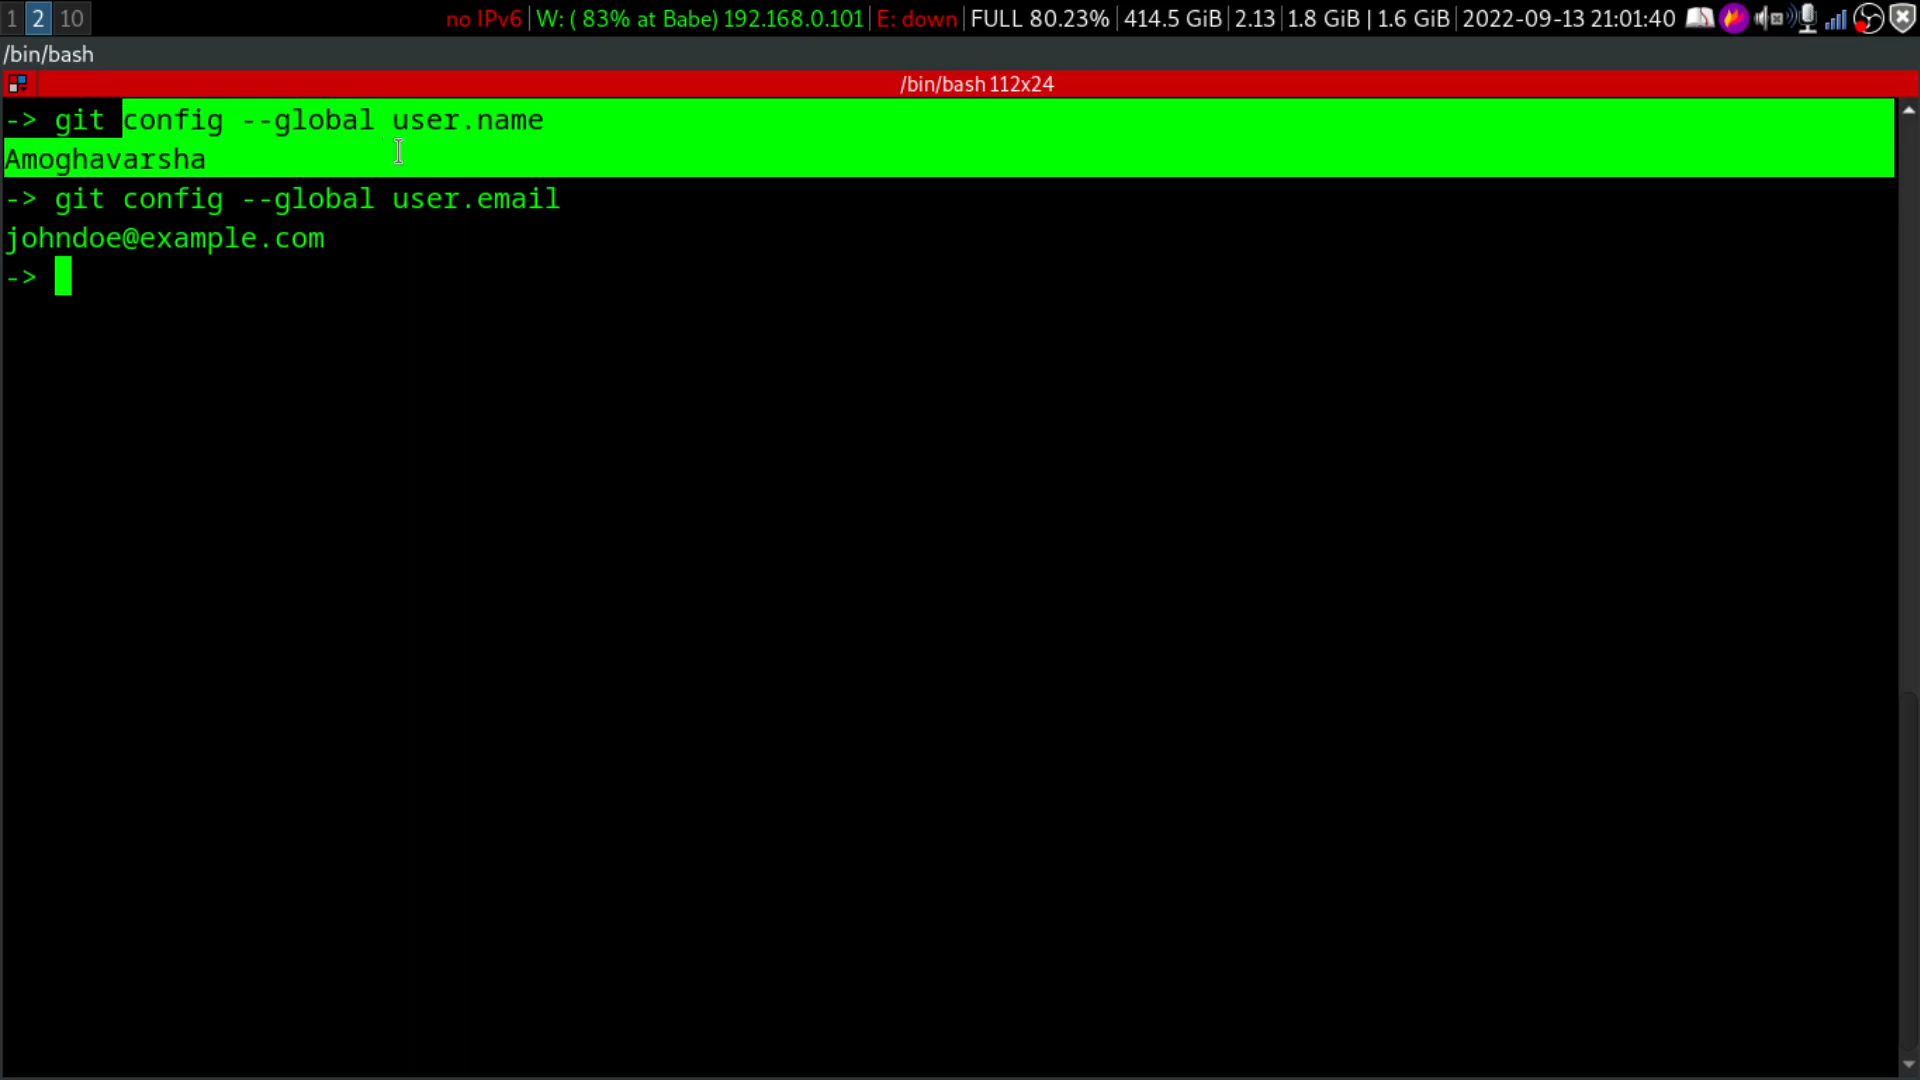 1 2 10 no IPv6 W: ( 83% at Babe) 192.168.0.101 E: down FULL 80.23% 414.5 GiB 2.13 1.8 GiB | 1.6 GiB 2022-09-13 21:01:40
/bin/bash
/bin/bash 112x24
-> git config --global user.name
Amoghavarsha
-> git config --global user.email
johndoe@example.com
->